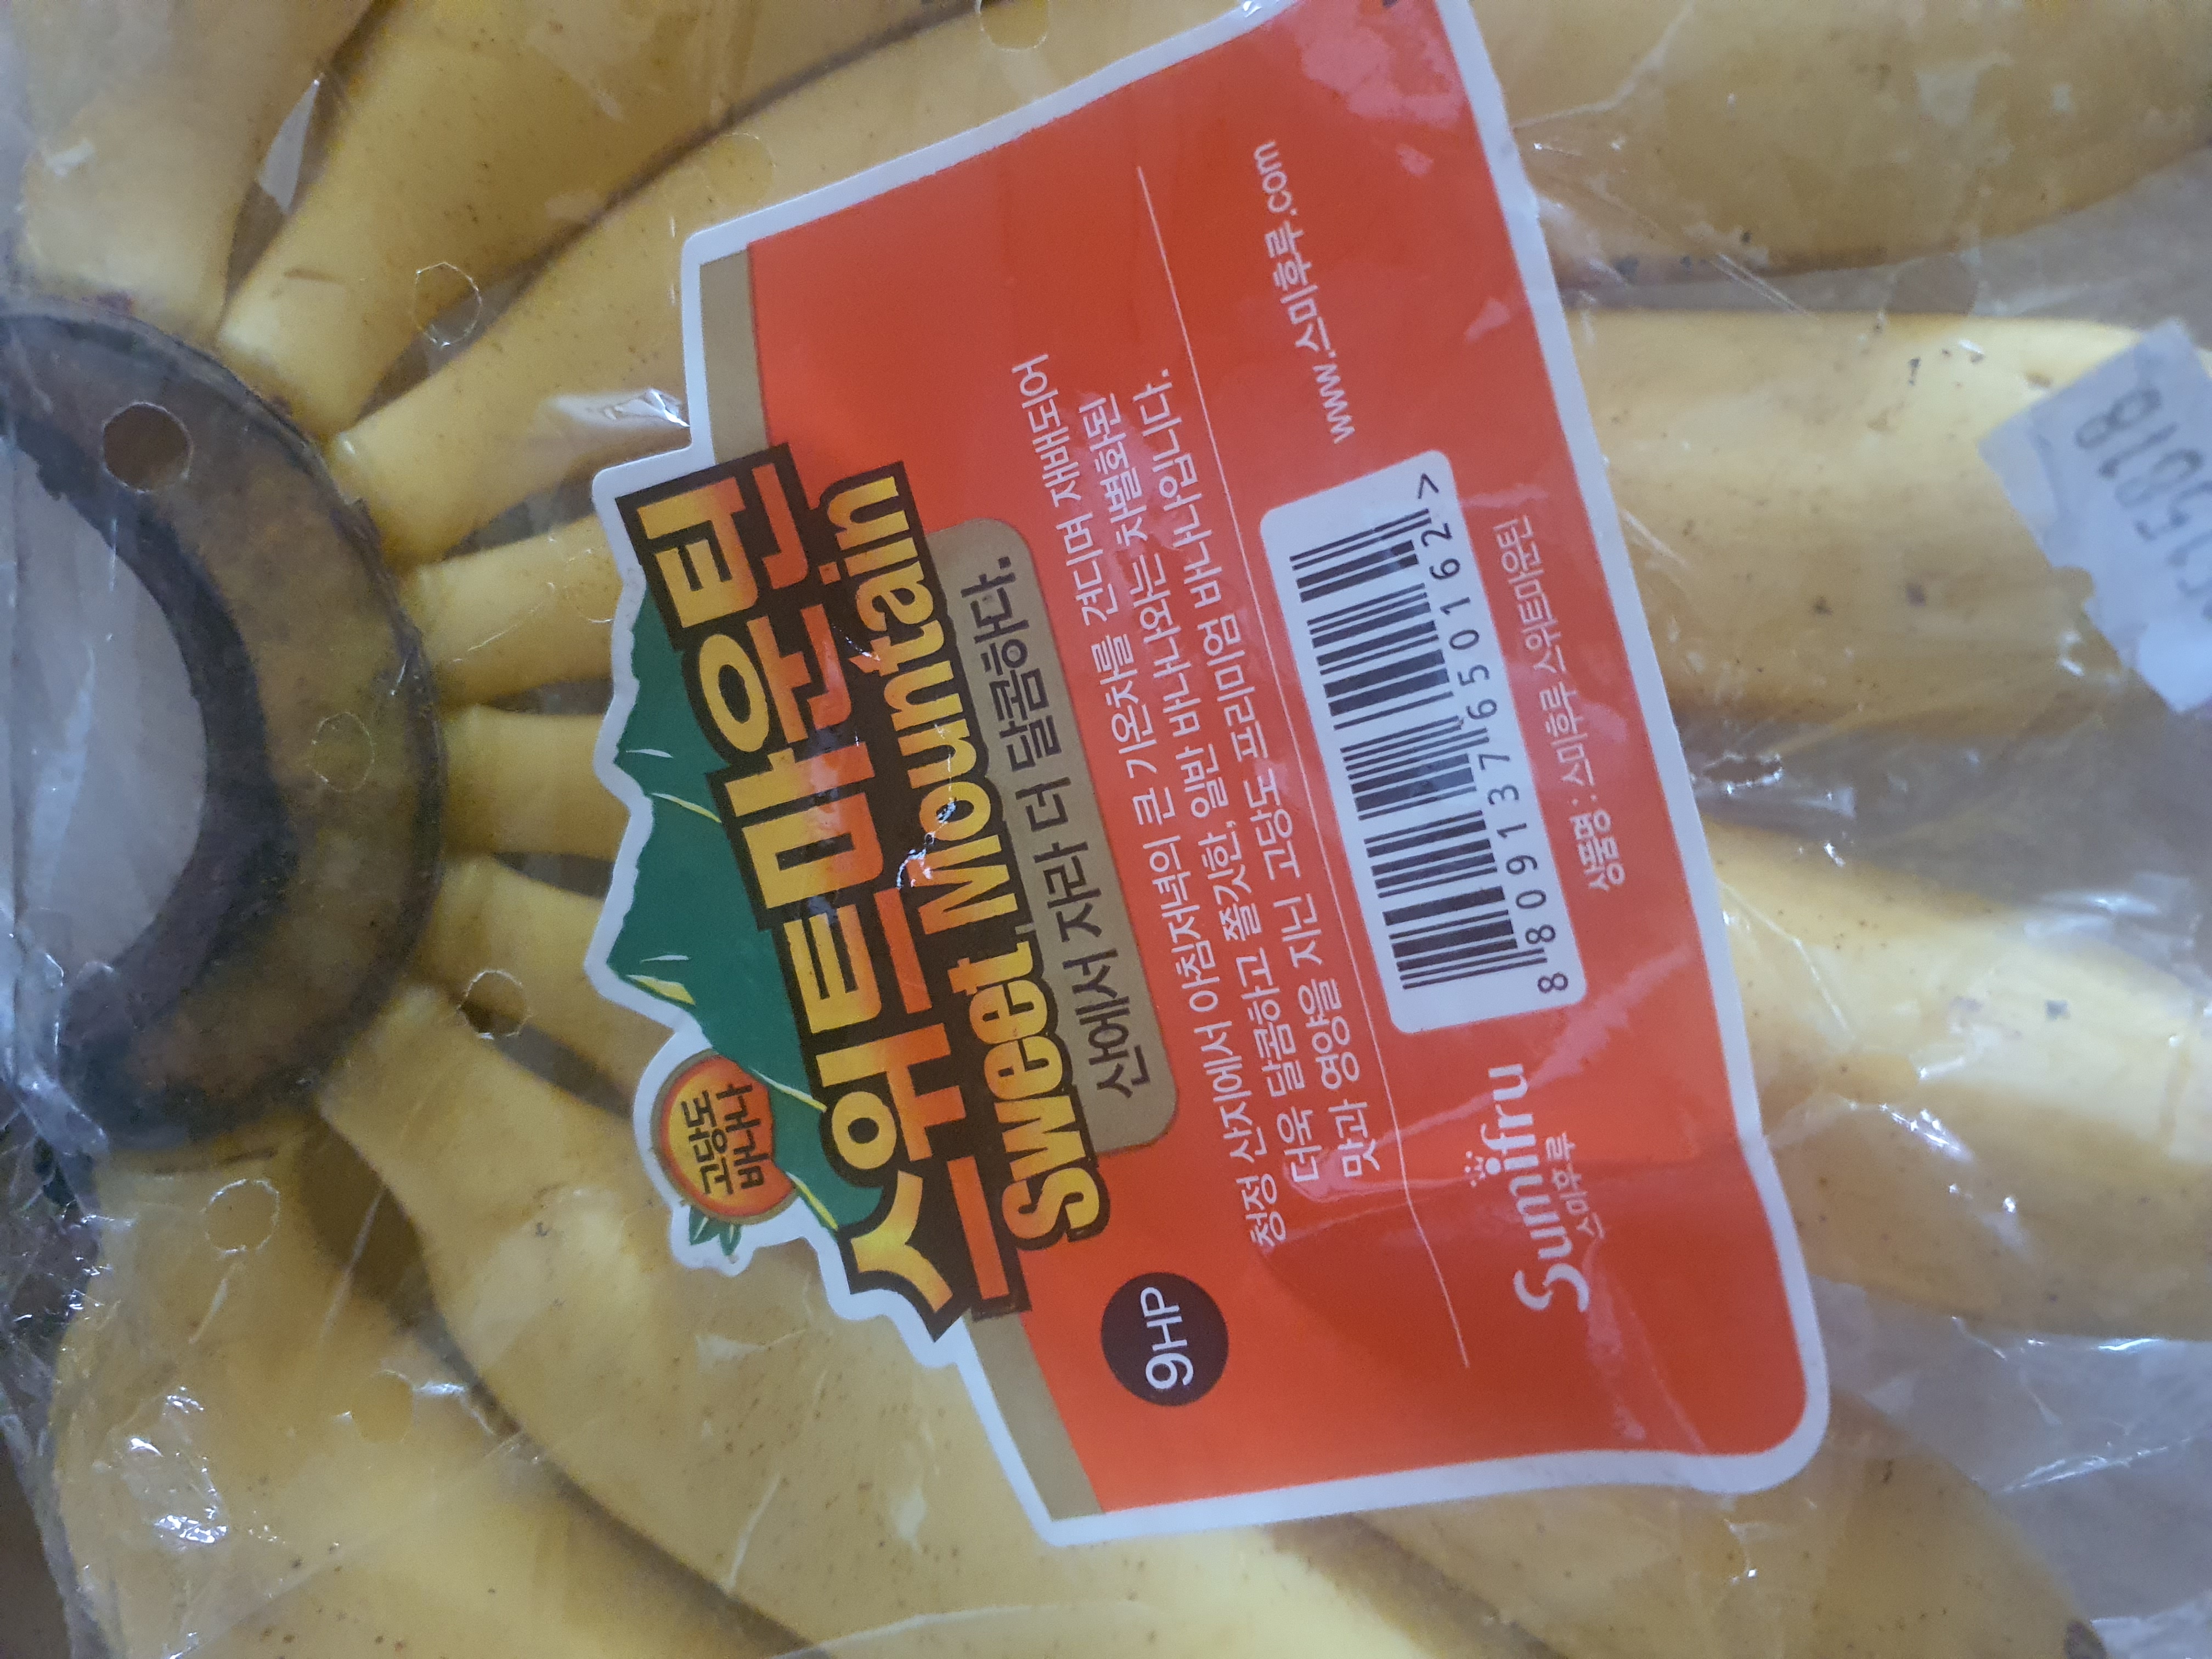 고당도
바나나
스위트마운틴
Sweet Mountain
산에서 자라 더 달콤하다.
9HP
청정 산지에서 아침저녁의 큰 기온차를 견디며 재배되어
더욱 달콤하고 쫄깃한, 일반 바나나와는 차별화된
맛과 영양을 지닌 고당도 프리미엄 바나나입니다.
Sumifru
스미후루
8 809137 650162 >
www.스미후루.com
상품명 : 스미후루 스위트마운틴